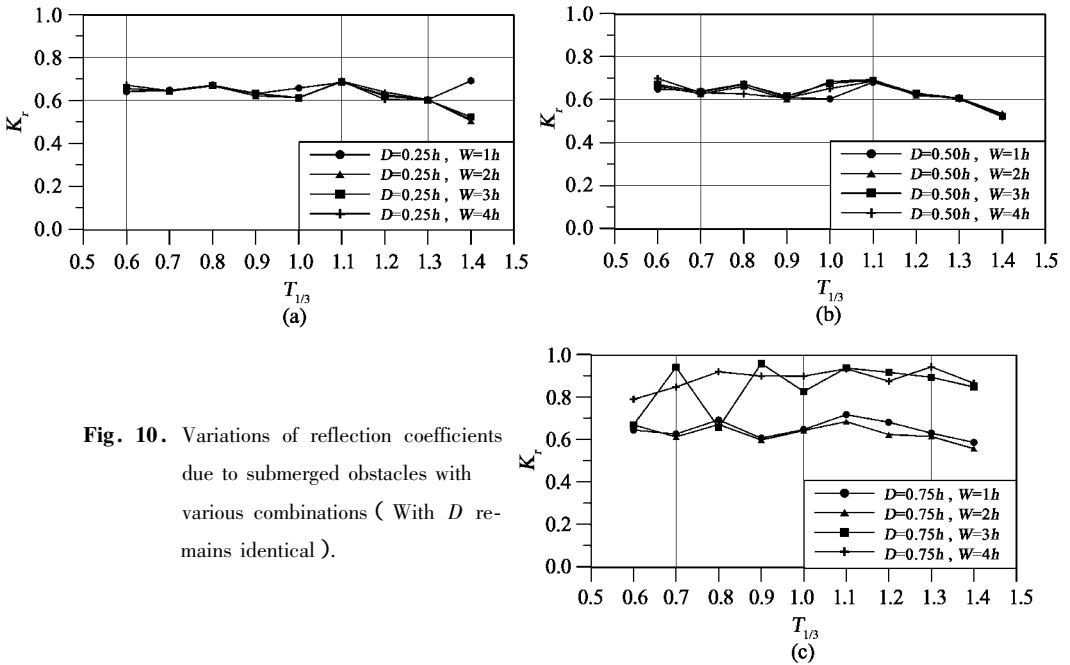 1.0
0.8
0.6
0.4
0.2
0.0
K_r
D=0.25h , W=1h
D=0.25h , W=2h
D=0.25h , W=3h
D=0.25h , W=4h
0.5 0.6 0.7 0.8 0.9 1.0 1.1 1.2 1.3 1.4 1.5
T_{1/3}
(a)
1.0
0.8
0.6
0.4
0.2
0.0
K_r
D=0.50h , W=1h
D=0.50h , W=2h
D=0.50h , W=3h
D=0.50h , W=4h
0.5 0.6 0.7 0.8 0.9 1.0 1.1 1.2 1.3 1.4 1.5
T_{1/3}
(b)
Fig. 10. Variations of reflection coefficients
due to submerged obstacles with
various combinations ( With D re-
mains identical ).
1.0
0.8
0.6
0.4
0.2
0.0
K_r
D=0.75h , W=1h
D=0.75h , W=2h
D=0.75h , W=3h
D=0.75h , W=4h
0.5 0.6 0.7 0.8 0.9 1.0 1.1 1.2 1.3 1.4 1.5
T_{1/3}
(c)